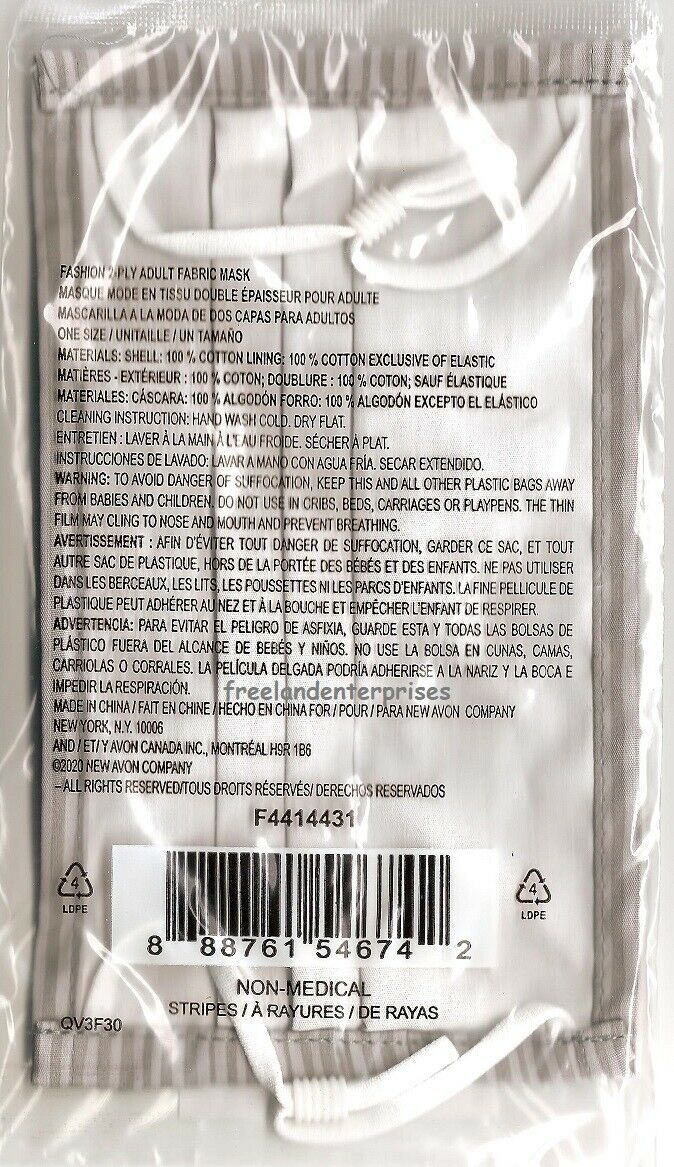 FASHION 2-PLY ADULT FABRIC MASK
MASQUE MODE EN TISSU DOUBLE ÉPAISSEUR POUR ADULTE
MASCARILLA A LA MODA DE DOS CAPAS PARA ADULTOS
ONE SIZE / UNITAILLE / UN TAMAÑO
MATERIALS: SHELL: 100 % COTTON LINING: 100 % COTTON EXCLUSIVE OF ELASTIC
MATIÈRES - EXTÉRIEUR : 100 % COTON; DOUBLURE : 100 % COTON; SAUF ÉLASTIQUE
MATERIALES: CÁSCARA: 100 % ALGODÓN FORRO: 100 % ALGODÓN EXCEPTO EL ELÁSTICO
CLEANING INSTRUCTION: HAND WASH COLD. DRY FLAT.
ENTRETIEN : LAVER À LA MAIN À L'EAU FROIDE. SÉCHER À PLAT.
INSTRUCCIONES DE LAVADO: LAVAR A MANO CON AGUA FRÍA. SECAR EXTENDIDO.
WARNING: TO AVOID DANGER OF SUFFOCATION, KEEP THIS AND ALL OTHER PLASTIC BAGS AWAY
FROM BABIES AND CHILDREN. DO NOT USE IN CRIBS, BEDS, CARRIAGES OR PLAYPENS. THE THIN
FILM MAY CLING TO NOSE AND MOUTH AND PREVENT BREATHING.
AVERTISSEMENT : AFIN D'ÉVITER TOUT DANGER DE SUFFOCATION, GARDER CE SAC, ET TOUT
AUTRE SAC DE PLASTIQUE, HORS DE LA PORTÉE DES BÉBÉS ET DES ENFANTS. NE PAS UTILISER
DANS LES BERCEAUX, LES LITS, LES POUSSETTES NI LES PARCS D'ENFANTS. LA FINE PELLICULE DE
PLASTIQUE PEUT ADHÉRER AU NEZ ET À LA BOUCHE ET EMPÊCHER L'ENFANT DE RESPIRER.
ADVERTENCIA: PARA EVITAR EL PELIGRO DE ASFIXIA, GUARDE ESTA Y TODAS LAS BOLSAS DE
PLÁSTICO FUERA DEL ALCANCE DE BEBÉS Y NIÑOS. NO USE LA BOLSA EN CUNAS, CAMAS,
CARRIOLAS O CORRALES. LA PELÍCULA DELGADA PODRÍA ADHERIRSE A LA NARIZ Y LA BOCA E
IMPEDIR LA RESPIRACIÓN.
freelandenterprises
MADE IN CHINA / FAIT EN CHINE / HECHO EN CHINA FOR / POUR / PARA NEW AVON COMPANY
NEW YORK, N.Y. 10006
AND / ET / Y AVON CANADA INC., MONTRÉAL H9R 1B6
©2020 NEW AVON COMPANY
– ALL RIGHTS RESERVED/TOUS DROITS RÉSERVÉS/ DERECHOS RESERVADOS
F4414431
4
LDPE
8 88761 54674 2
4
LDPE
NON-MEDICAL
STRIPES / À RAYURES / DE RAYAS
QV3F30